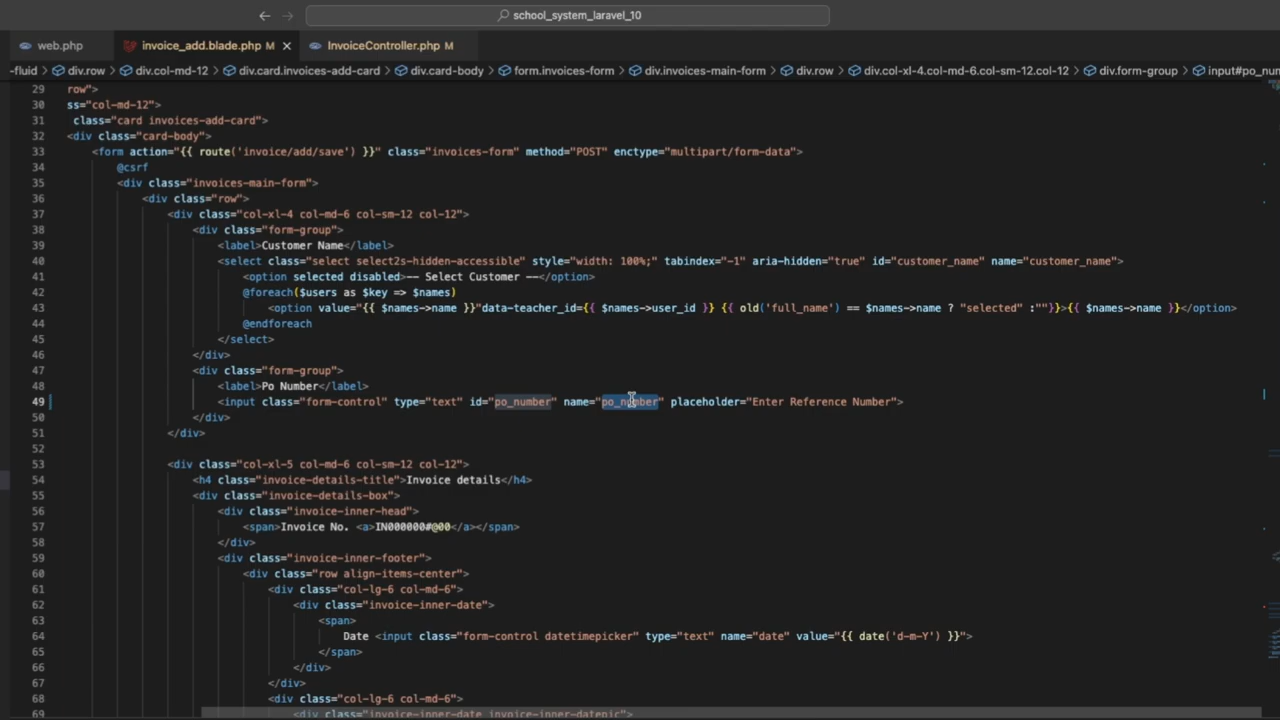 school_system_laravel_10
web.php invoice_add.blade.php M InvoiceController.php M
-fluid > div.row > div.col-md-12 > div.card.invoices-add-card > div.card-body > form.invoices-form > div.invoices-main-form > div.row > div.col-xl-4.col-md-6.col-sm-12.col-12 > div.form-group > input#po_num
29 row">
30 ss="col-md-12">
31 class="card invoices-add-card">
32 <div class="card-body">
33 <form action="{{ route('invoice/add/save') }}" class="invoices-form" method="POST" enctype="multipart/form-data">
34 @csrf
35 <div class="invoices-main-form">
36 <div class="row">
37 <div class="col-xl-4 col-md-6 col-sm-12 col-12">
38 <div class="form-group">
39 <label>Customer Name</label>
40 <select class="select select2s-hidden-accessible" style="width: 100%;" tabindex="-1" aria-hidden="true" id="customer_name" name="customer_name">
41 <option selected disabled>-- Select Customer --</option>
42 @foreach($users as $key => $names)
43 <option value="{{ $names->name }}"data-teacher_id={{ $names->user_id }} {{ old('full_name') == $names->name ? "selected" :""}}>{{ $names->name }}</option>
44 @endforeach
45 </select>
46 </div>
47 <div class="form-group">
48 <label>Po Number</label>
49 <input class="form-control" type="text" id="po_number" name="po_number" placeholder="Enter Reference Number">
50 </div>
51 </div>
52
53 <div class="col-xl-5 col-md-6 col-sm-12 col-12">
54 <h4 class="invoice-details-title">Invoice details</h4>
55 <div class="invoice-details-box">
56 <div class="invoice-inner-head">
57 <span>Invoice No. <a>IN000000#@00</a></span>
58 </div>
59 <div class="invoice-inner-footer">
60 <div class="row align-items-center">
61 <div class="col-lg-6 col-md-6">
62 <div class="invoice-inner-date">
63 <span>
64 Date <input class="form-control datetimepicker" type="text" name="date" value="{{ date('d-m-Y') }}">
65 </span>
66 </div>
67 </div>
68 <div class="col-lg-6 col-md-6">
69 <div class="invoice-inner-date invoice-inner-datepic">